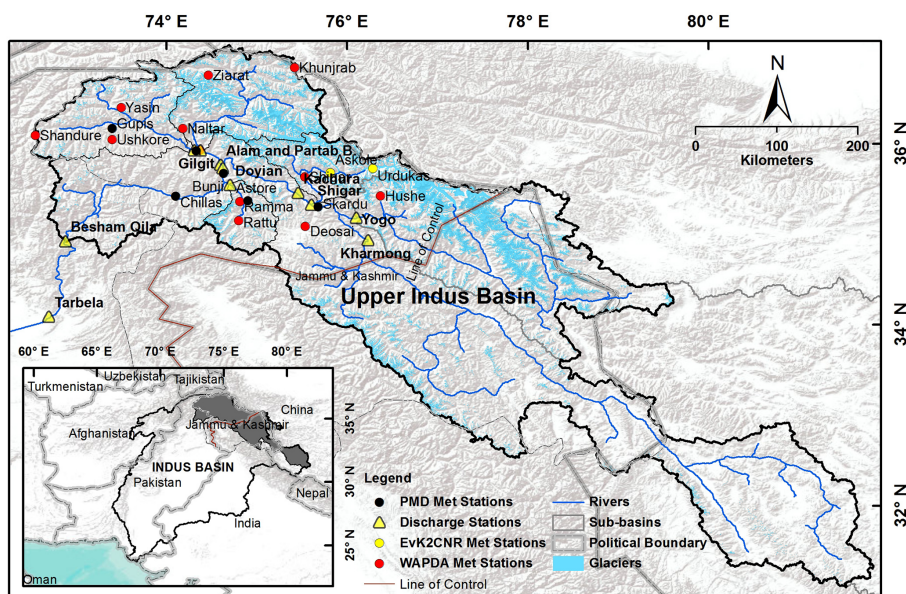 74° E
76° E
78° E
80° E
N
0
100
200
Kilometers
36° N
34° N
32° N
Khunjrab
Ziarat
Yasin
Gupis
Shandure
Ushkore
Naltar
Alam and Partab B.
Askole
Gilgit
Doyian
Kachura
Urdukas
Bunji
Astore
Shigar
Hushe
Chillas
Ramma
Skardu
Rattu
Yogo
Deosai
Besham Qila
Kharmong
Line of Control
Jammu & Kashmir
Upper Indus Basin
Tarbela
60° E
65° E
70° E
75° E
80° E
Uzbekistan
Turkmenistan
Tajikistan
China
Afghanistan
Jammu & Kashmir
INDUS BASIN
Pakistan
Nepal
India
Oman
35° N
30° N
25° N
Legend
PMD Met Stations
Discharge Stations
EvK2CNR Met Stations
WAPDA Met Stations
Line of Control
Rivers
Sub-basins
Political Boundary
Glaciers